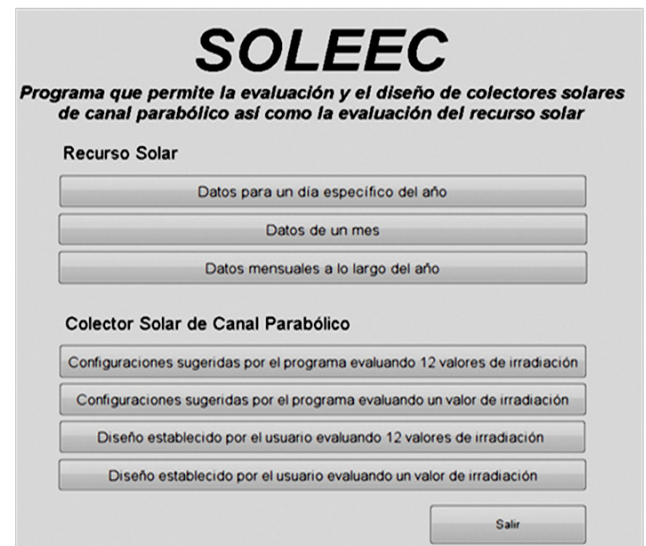 SOLEEC
Programa que permite la evaluación y el diseño de colectores solares
de canal parabólico así como la evaluación del recurso solar
Recurso Solar
Datos para un día específico del año
Datos de un mes
Datos mensuales a lo largo del año
Colector Solar de Canal Parabólico
Configuraciones sugeridas por el programa evaluando 12 valores de irradiación
Configuraciones sugeridas por el programa evaluando un valor de irradiación
Diseño establecido por el usuario evaluando 12 valores de irradiación
Diseño establecido por el usuario evaluando un valor de irradiación
Salir